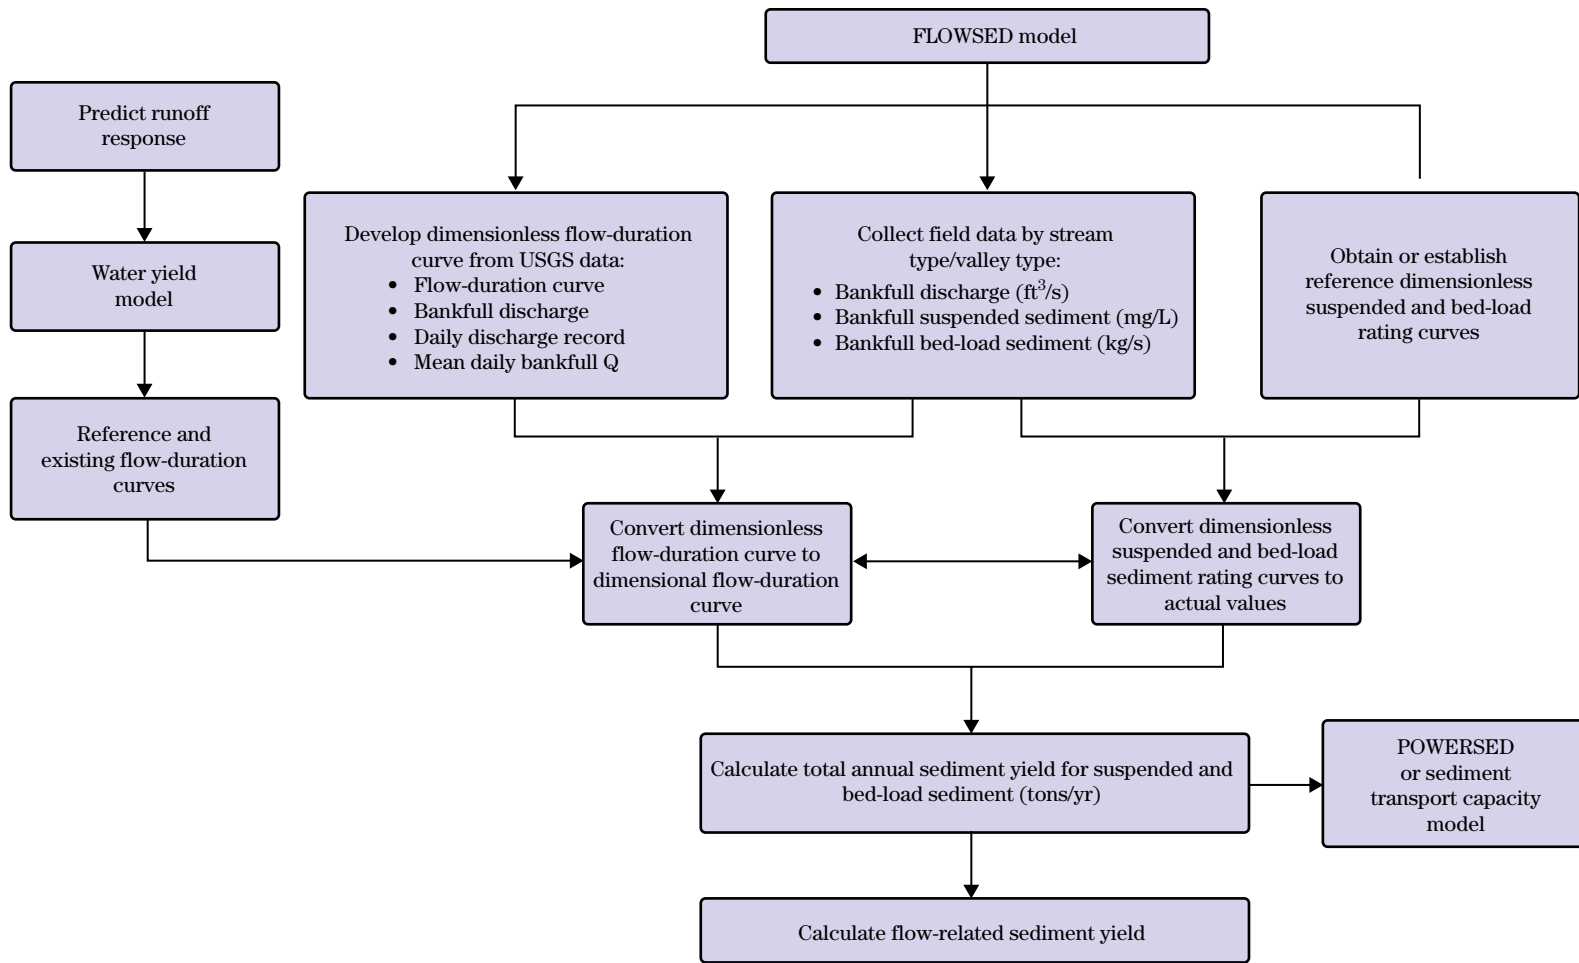 FLOWSED model
Predict runoff
response
Water yield
model
Reference and
existing flow-duration
curves
Develop dimensionless flow-duration
curve from USGS data:
• Flow-duration curve
• Bankfull discharge
• Daily discharge record
• Mean daily bankfull Q
Collect field data by stream
type/valley type:
• Bankfull discharge (ft³/s)
• Bankfull suspended sediment (mg/L)
• Bankfull bed-load sediment (kg/s)
Obtain or establish
reference dimensionless
suspended and bed-load
rating curves
Convert dimensionless
flow-duration curve to
dimensional flow-duration
curve
Convert dimensionless
suspended and bed-load
sediment rating curves to
actual values
Calculate total annual sediment yield for suspended and
bed-load sediment (tons/yr)
POWERSED
or sediment
transport capacity
model
Calculate flow-related sediment yield